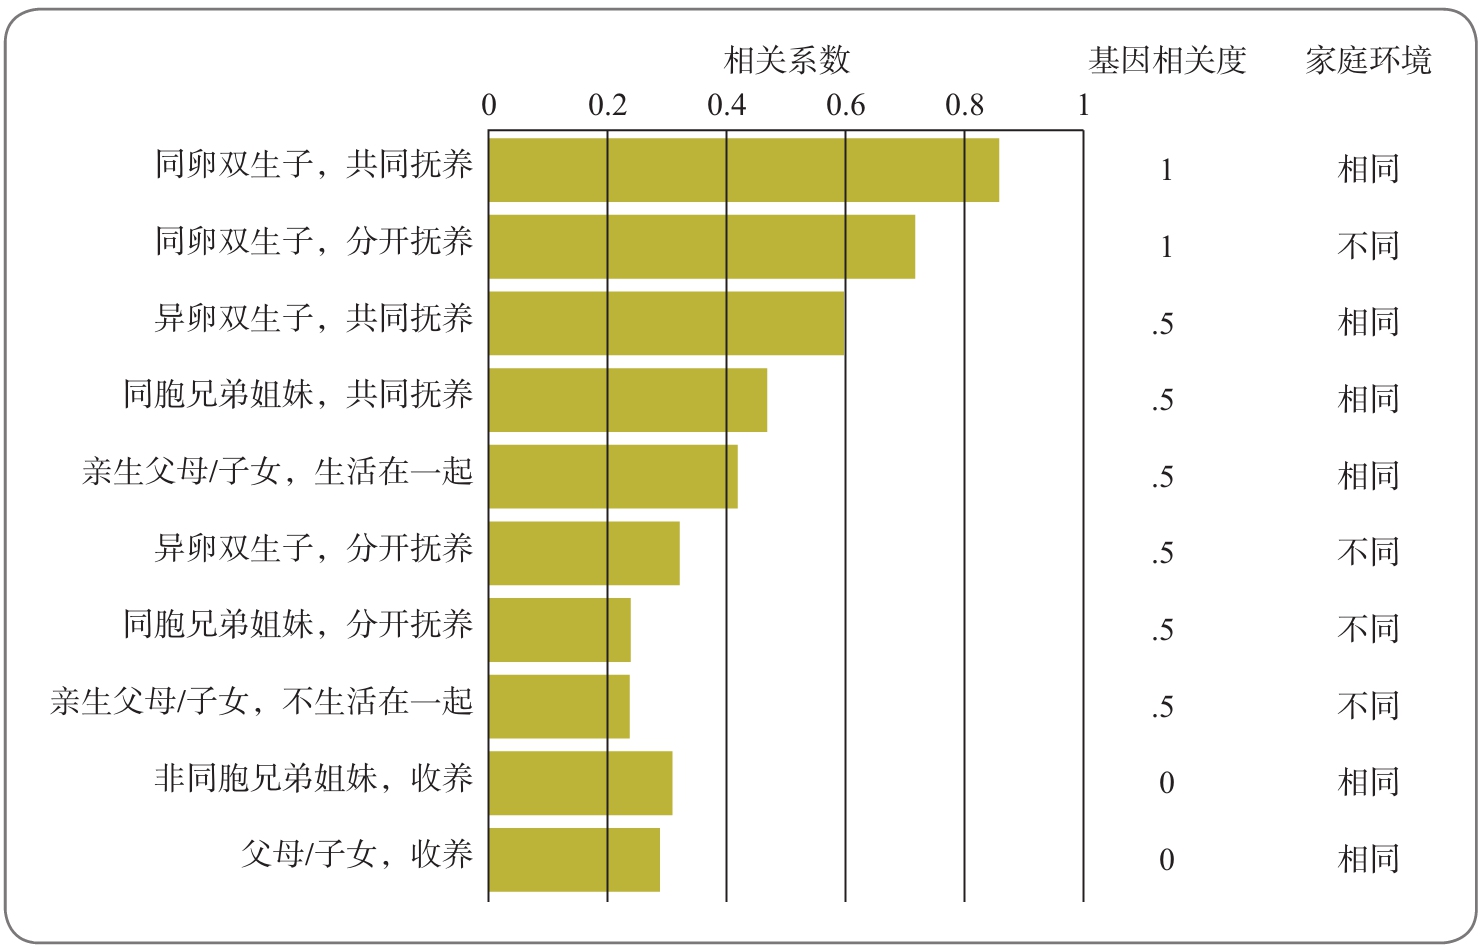 相关系数 基因相关度 家庭环境
0 0.2 0.4 0.6 0.8 1
同卵双生子，共同抚养 1 相同
同卵双生子，分开抚养 1 不同
异卵双生子，共同抚养 .5 相同
同胞兄弟姐妹，共同抚养 .5 相同
亲生父母/子女，生活在一起 .5 相同
异卵双生子，分开抚养 .5 不同
同胞兄弟姐妹，分开抚养 .5 不同
亲生父母/子女，不生活在一起 .5 不同
非同胞兄弟姐妹，收养 0 相同
父母/子女，收养 0 相同